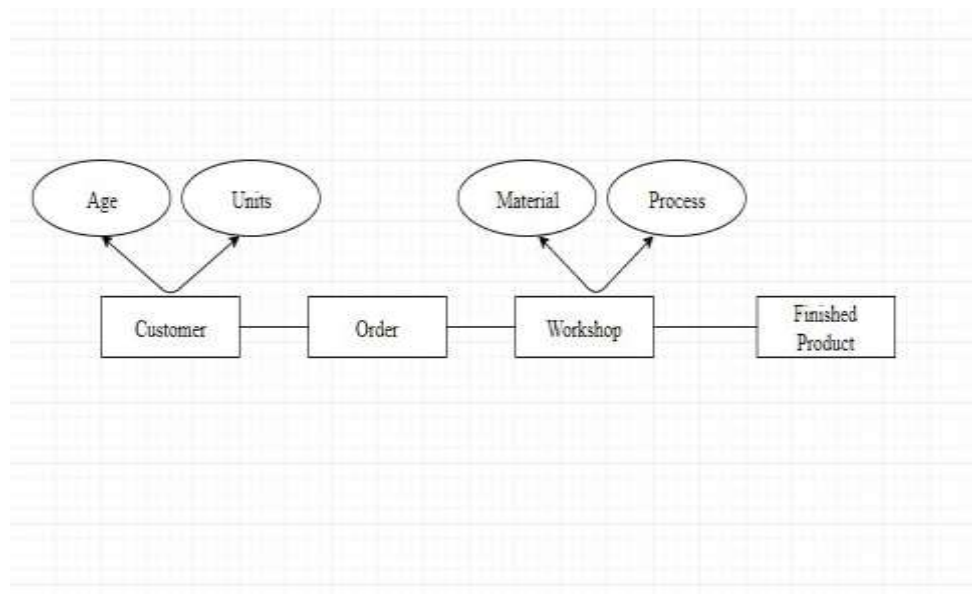 Age
Units
Material
Process
Customer
Order
Workshop
Finished
Product